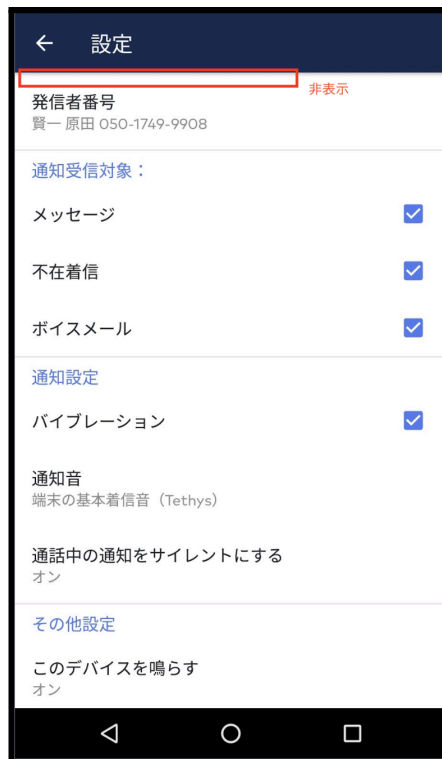 設定
非表示
発信者番号
賢一 原田 050-1749-9908
通知受信対象：
メッセージ
不在着信
ボイスメール
通知設定
バイブレーション
通知音
端末の基本着信音（Tethys）
通話中の通知をサイレントにする
オン
その他設定
このデバイスを鳴らす
オン